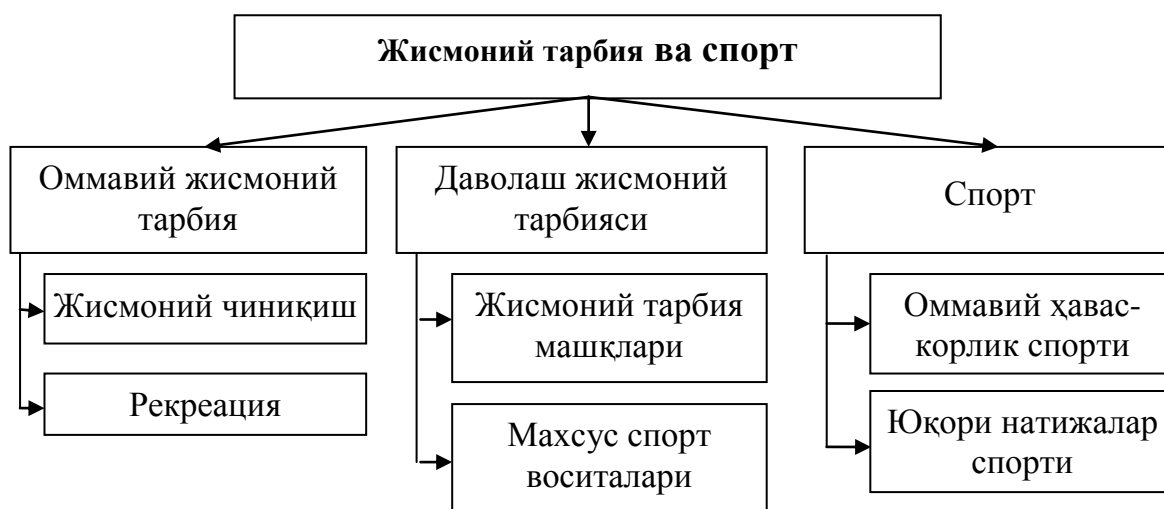 Жисмоний тарбия ва спорт
Оммавий жисмоний
тарбия
Жисмоний чиниқиш
Рекреация
Даволаш жисмоний
тарбияси
Жисмоний тарбия
машқлари
Махсус спорт
воситалари
Спорт
Оммавий ҳавас-
корлик спорти
Юқори натижалар
спорти